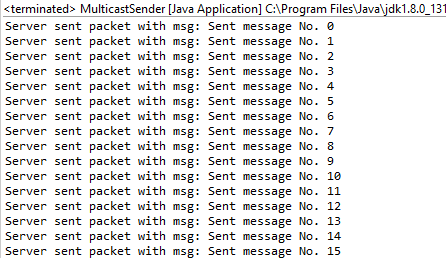 <terminated> MulticastSender [Java Application] C:\Program Files\Java\jdk1.8.0_131
Server sent packet with msg: Sent message No. 0
Server sent packet with msg: Sent message No. 1
Server sent packet with msg: Sent message No. 2
Server sent packet with msg: Sent message No. 3
Server sent packet with msg: Sent message No. 4
Server sent packet with msg: Sent message No. 5
Server sent packet with msg: Sent message No. 6
Server sent packet with msg: Sent message No. 7
Server sent packet with msg: Sent message No. 8
Server sent packet with msg: Sent message No. 9
Server sent packet with msg: Sent message No. 10
Server sent packet with msg: Sent message No. 11
Server sent packet with msg: Sent message No. 12
Server sent packet with msg: Sent message No. 13
Server sent packet with msg: Sent message No. 14
Server sent packet with msg: Sent message No. 15